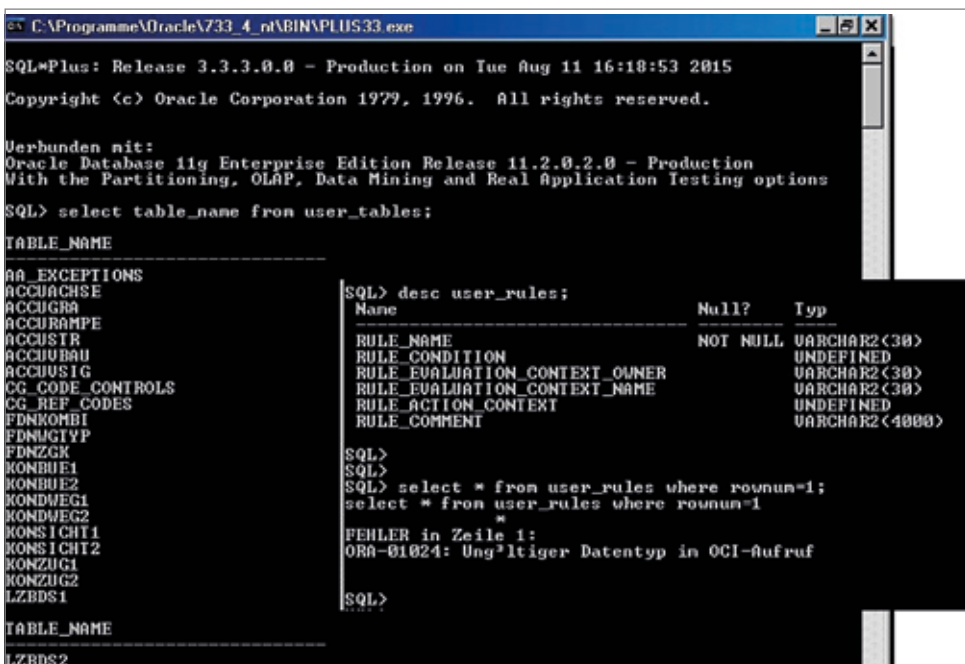 C:\Programme\Oracle\733_4_nt\BIN\PLUS33.exe
SQL*Plus: Release 3.3.3.0.0 - Production on Tue Aug 11 16:18:53 2015
Copyright (c) Oracle Corporation 1979, 1996.  All rights reserved.
Verbunden mit:
Oracle Database 11g Enterprise Edition Release 11.2.0.2.0 - Production
With the Partitioning, OLAP, Data Mining and Real Application Testing options
SQL> select table_name from user_tables;
TABLE_NAME
------------------------------
AA_EXCEPTIONS
ACCUACHSE
ACCUGRA
ACCURAMPE
ACCUSTR
ACCUVBAU
ACCUVSIG
CG_CODE_CONTROLS
CG_REF_CODES
FDNKOMBI
FDNWGTYP
FDNZGK
KONBUE1
KONBUE2
KONDWEG1
KONDWEG2
KONSICHT1
KONSICHT2
KONZUG1
KONZUG2
LZBDS1
TABLE_NAME
------------------------------
LZBDS2
SQL> desc user_rules;
Name Null? Typ
------------------------------- -------- ----
RULE_NAME NOT NULL VARCHAR2(30)
RULE_CONDITION UNDEFINED
RULE_EVALUATION_CONTEXT_OWNER VARCHAR2(30)
RULE_EVALUATION_CONTEXT_NAME VARCHAR2(30)
RULE_ACTION_CONTEXT UNDEFINED
RULE_COMMENT VARCHAR2(4000)
SQL>
SQL>
SQL> select * from user_rules where rownum=1;
select * from user_rules where rownum=1
*
FEHLER in Zeile 1:
ORA-01024: Ung³ltiger Datentyp in OCI-Aufruf
SQL>